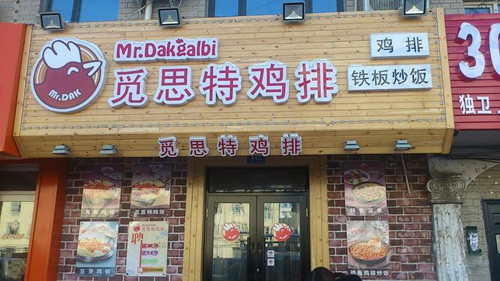 Mr.Dakgalbi
Mr.DAK
觅思特鸡排
鸡排
铁板炒饭
觅思特鸡排
30
独卫
聘